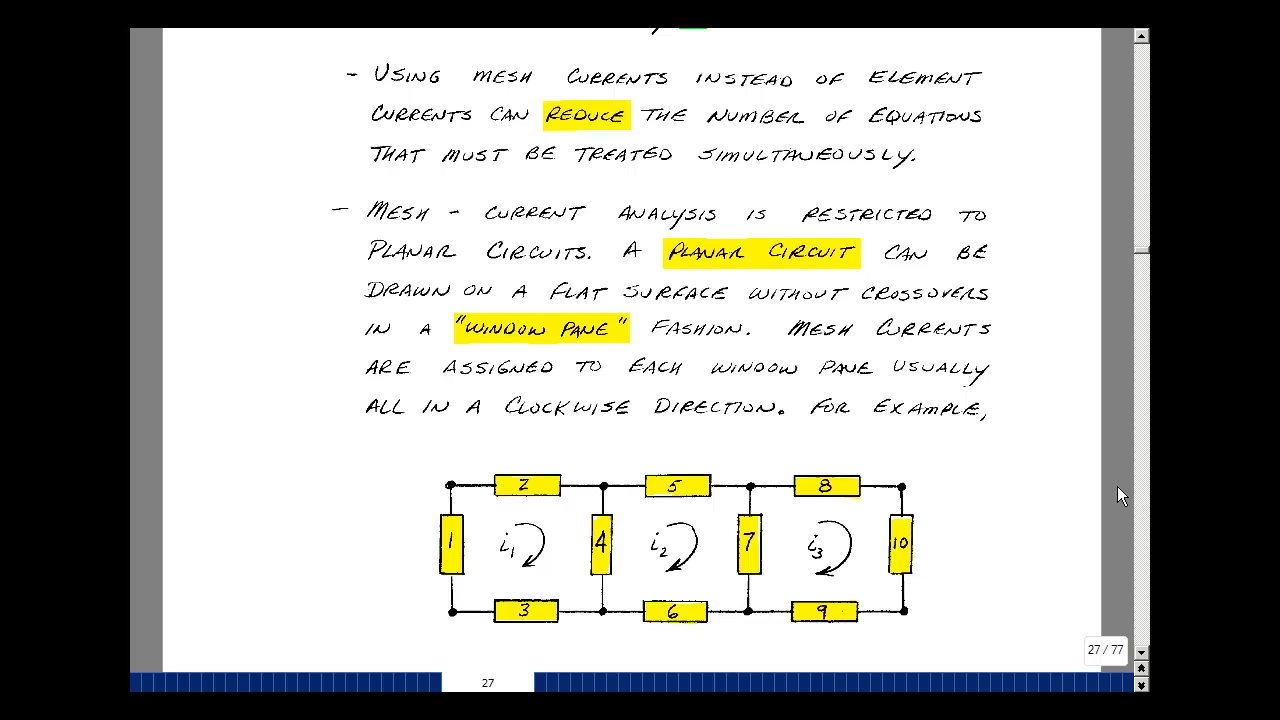 - USING MESH CURRENTS INSTEAD OF ELEMENT
CURRENTS CAN REDUCE THE NUMBER OF EQUATIONS
THAT MUST BE TREATED SIMULTANEOUSLY.
- MESH - CURRENT ANALYSIS IS RESTRICTED TO
PLANAR CIRCUITS. A PLANAR CIRCUIT CAN BE
DRAWN ON A FLAT SURFACE WITHOUT CROSSOVERS
IN A "WINDOW PANE" FASHION. MESH CURRENTS
ARE ASSIGNED TO EACH WINDOW PANE USUALLY
ALL IN A CLOCKWISE DIRECTION. FOR EXAMPLE,
2 5 8
1 i1 4 i2 7 i3 10
3 6 9
27 / 77
27